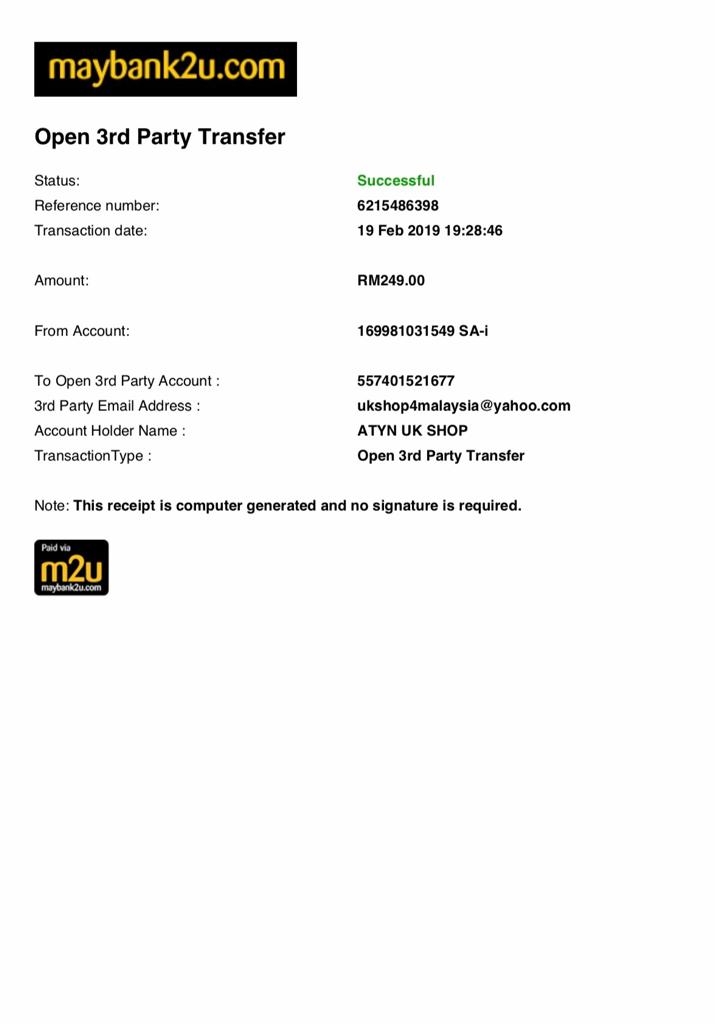 maybank2u.com
Open 3rd Party Transfer
Status: Successful
Reference number: 6215486398
Transaction date: 19 Feb 2019 19:28:46
Amount: RM249.00
From Account: 169981031549 SA-i
To Open 3rd Party Account : 557401521677
3rd Party Email Address : ukshop4malaysia@yahoo.com
Account Holder Name : ATYN UK SHOP
TransactionType : Open 3rd Party Transfer
Note: This receipt is computer generated and no signature is required.
Paid via
m2u
maybank2u.com